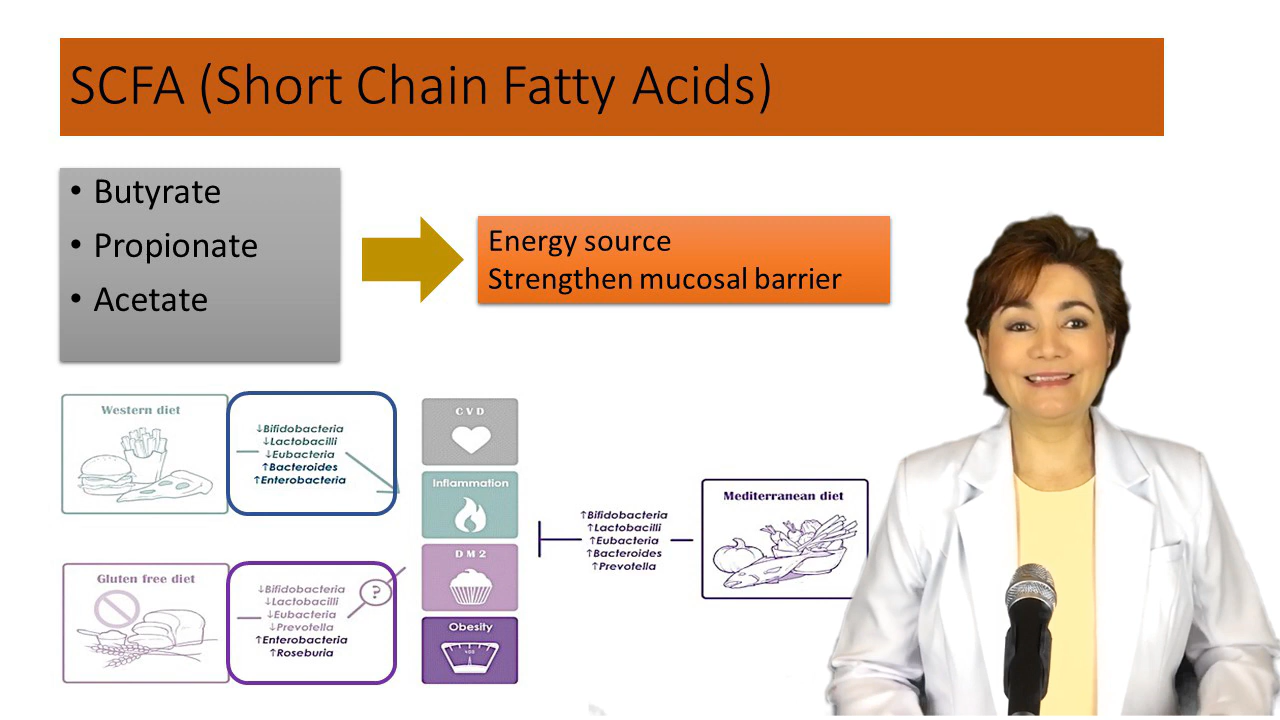 SCFA (Short Chain Fatty Acids)
• Butyrate
• Propionate
• Acetate
Energy source
Strengthen mucosal barrier
Western diet
↓Bifidobacteria
↓Lactobacilli
↓Eubacteria
↑Bacteroides
↑Enterobacteria
Gluten free diet
↓Bifidobacteria
↓Lactobacilli
↓Eubacteria
↓Prevotella
↑Enterobacteria
↑Roseburia
?
CVD
Inflammation
DM2
Obesity
↑Bifidobacteria
↑Lactobacilli
↑Eubacteria
↑Bacteroides
↑Prevotella
Mediterranean diet